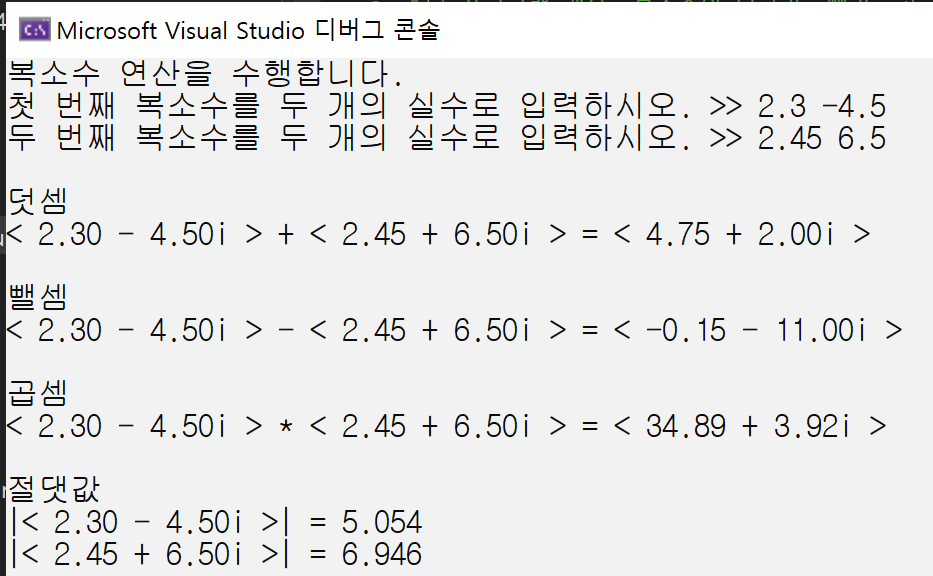 Microsoft Visual Studio 디버그 콘솔
복소수 연산을 수행합니다.
첫 번째 복소수를 두 개의 실수로 입력하시오. >> 2.3 -4.5
두 번째 복소수를 두 개의 실수로 입력하시오. >> 2.45 6.5
덧셈
< 2.30 - 4.50i > + < 2.45 + 6.50i > = < 4.75 + 2.00i >
뺄셈
< 2.30 - 4.50i > - < 2.45 + 6.50i > = < -0.15 - 11.00i >
곱셈
< 2.30 - 4.50i > * < 2.45 + 6.50i > = < 34.89 + 3.92i >
절댓값
|< 2.30 - 4.50i >| = 5.054
|< 2.45 + 6.50i >| = 6.946